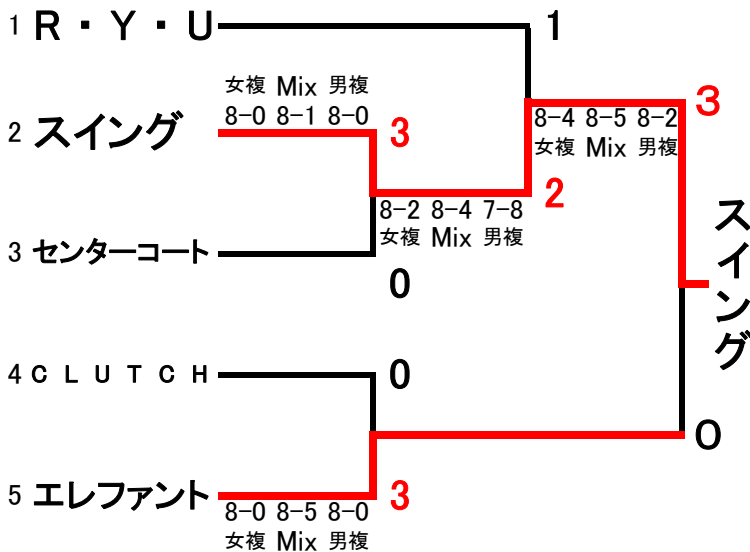 1 R・Y・U 1
女複 Mix 男複
8-0 8-1 8-0
2 スイング 3
3
8-4 8-5 8-2
女複 Mix 男複
2
8-2 8-4 7-8
女複 Mix 男複
3 センターコート
0
スイング
4 CLUTCH 0
0
5 エレファント 3
8-0 8-5 8-0
女複 Mix 男複